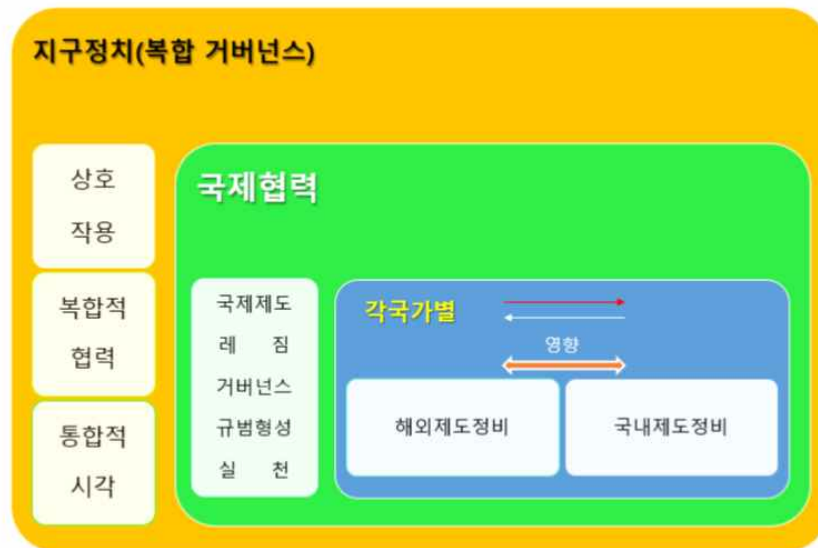 지구정치(복합 거버넌스)
상호
작용
복합적
협력
통합적
시각
국제협력
국제제도
레 짐
거버넌스
규범형성
실 천
각국가별
영향
해외제도정비
국내제도정비